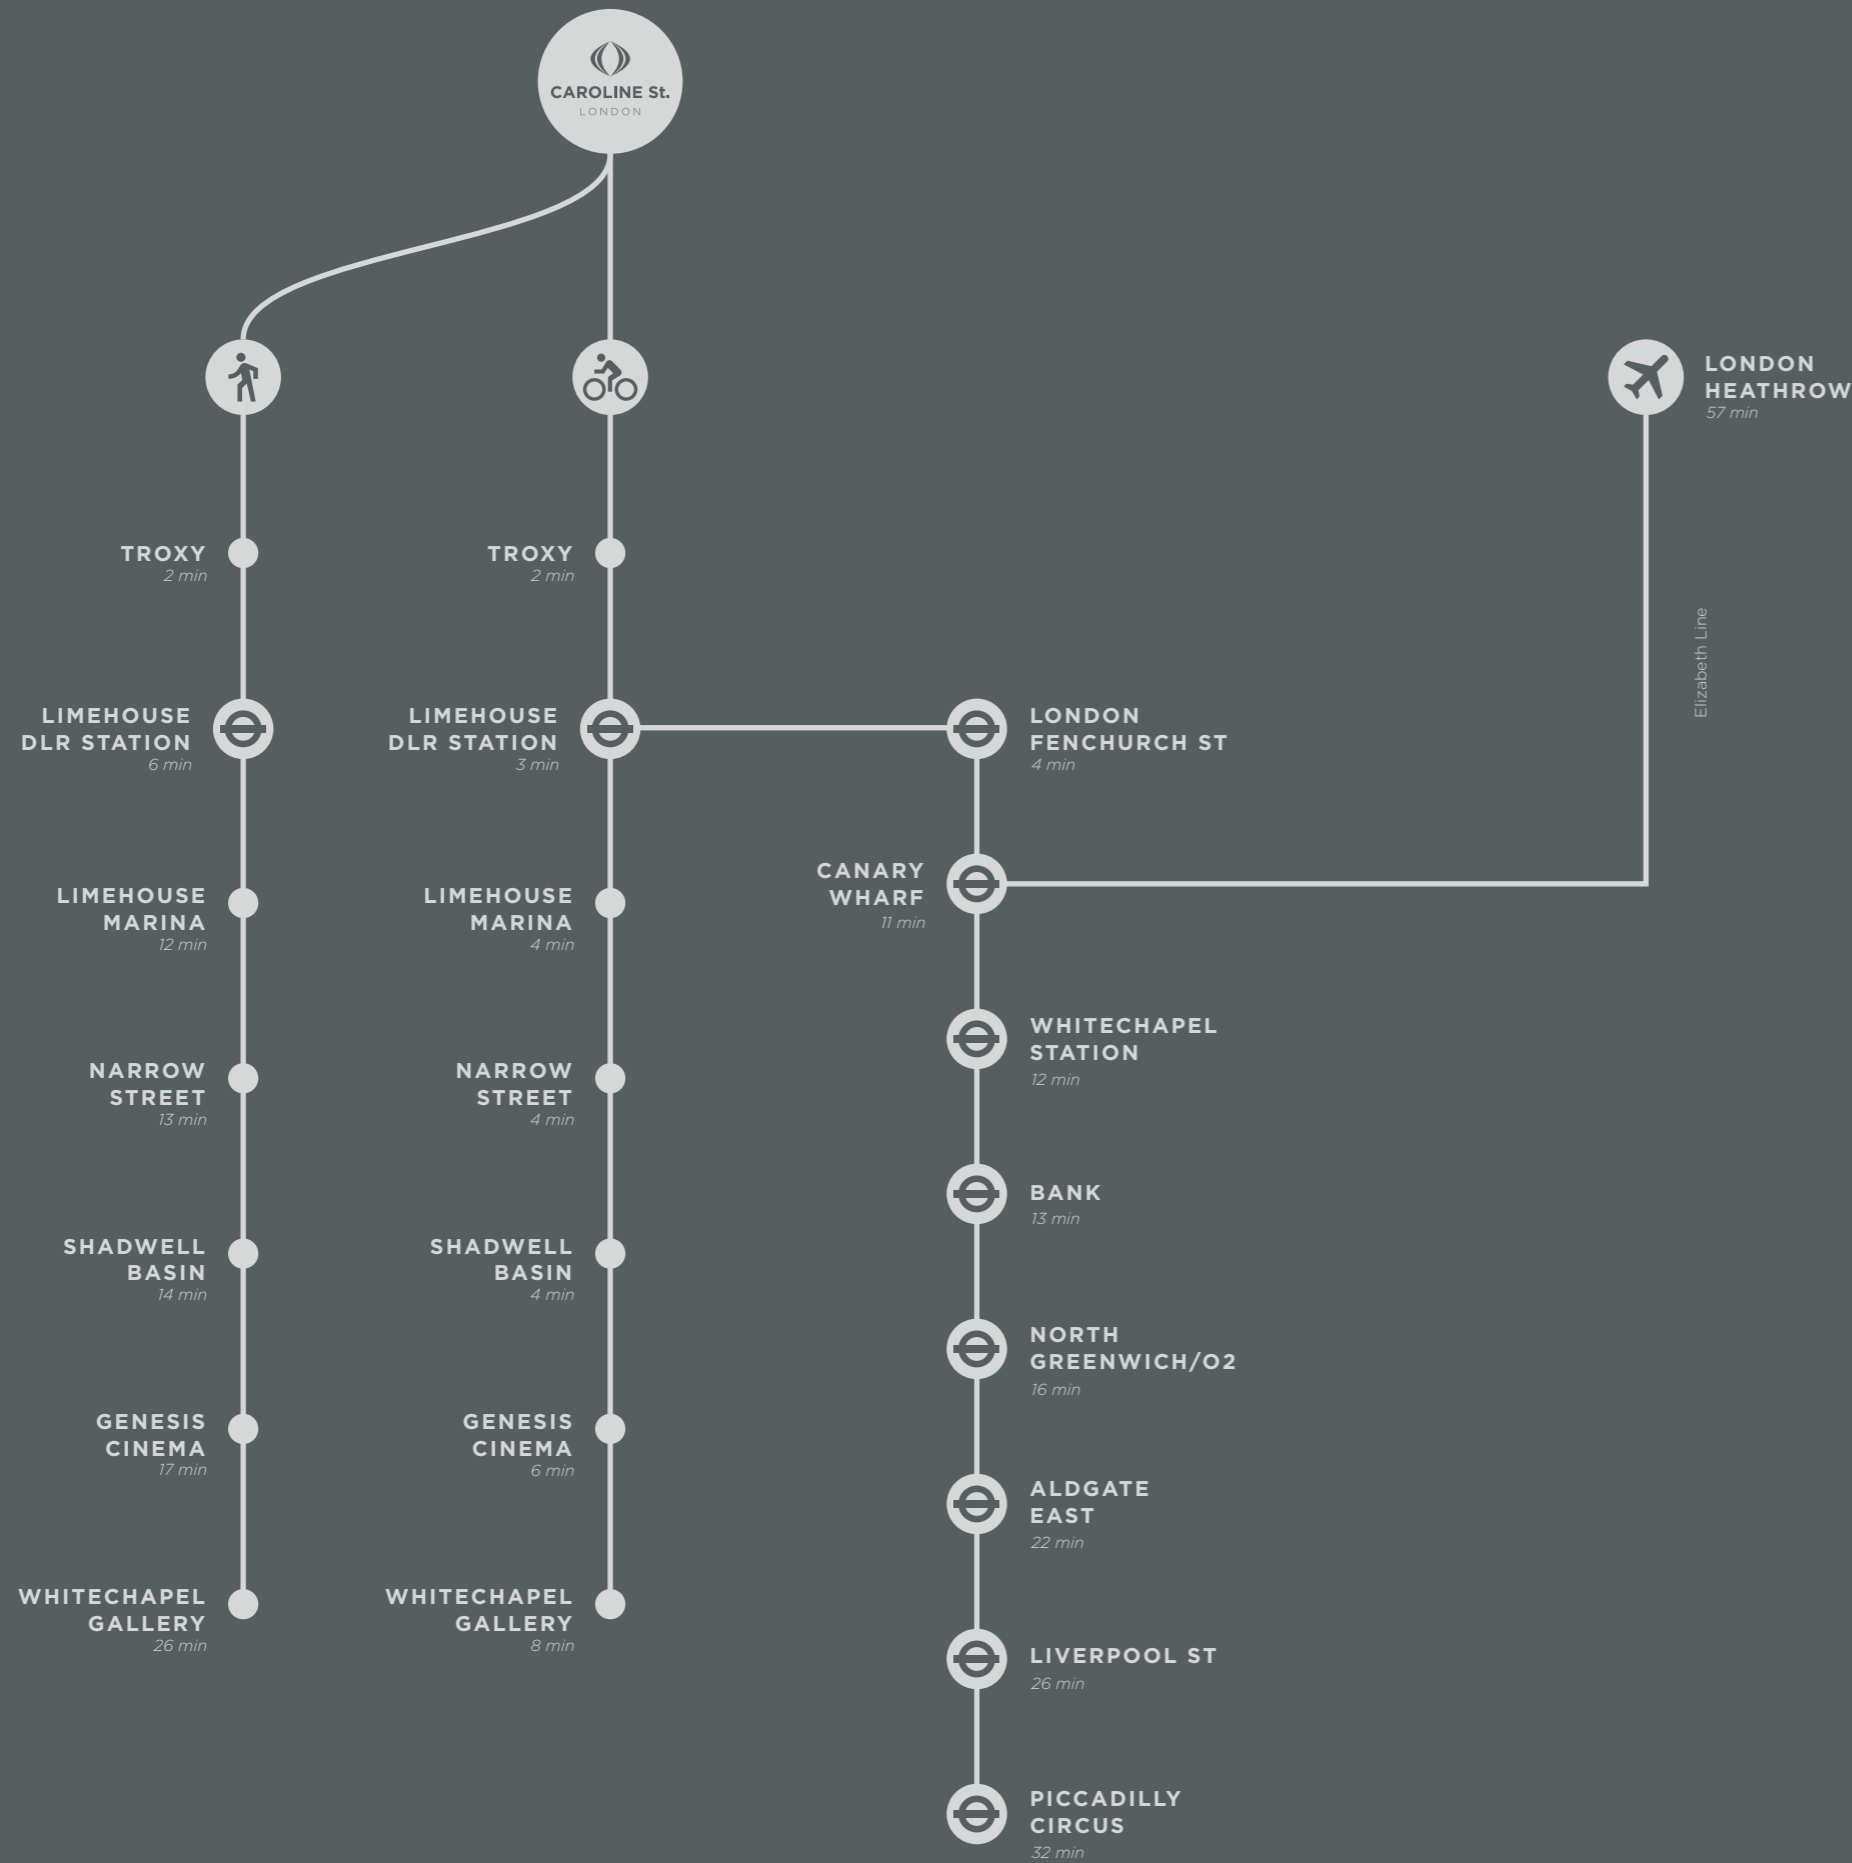 CAROLINE St.
LONDON
TROXY
2 min
LIMEHOUSE
DLR STATION
6 min
LIMEHOUSE
MARINA
12 min
NARROW
STREET
13 min
SHADWELL
BASIN
14 min
GENESIS
CINEMA
17 min
WHITECHAPEL
GALLERY
26 min
TROXY
2 min
LIMEHOUSE
DLR STATION
3 min
LIMEHOUSE
MARINA
4 min
NARROW
STREET
4 min
SHADWELL
BASIN
4 min
GENESIS
CINEMA
6 min
WHITECHAPEL
GALLERY
8 min
LONDON
FENCHURCH ST
4 min
CANARY
WHARF
11 min
WHITECHAPEL
STATION
12 min
BANK
13 min
NORTH
GREENWICH/O2
16 min
ALDGATE
EAST
22 min
LIVERPOOL ST
26 min
PICCADILLY
CIRCUS
32 min
LONDON
HEATHROW
57 min
Elizabeth Line